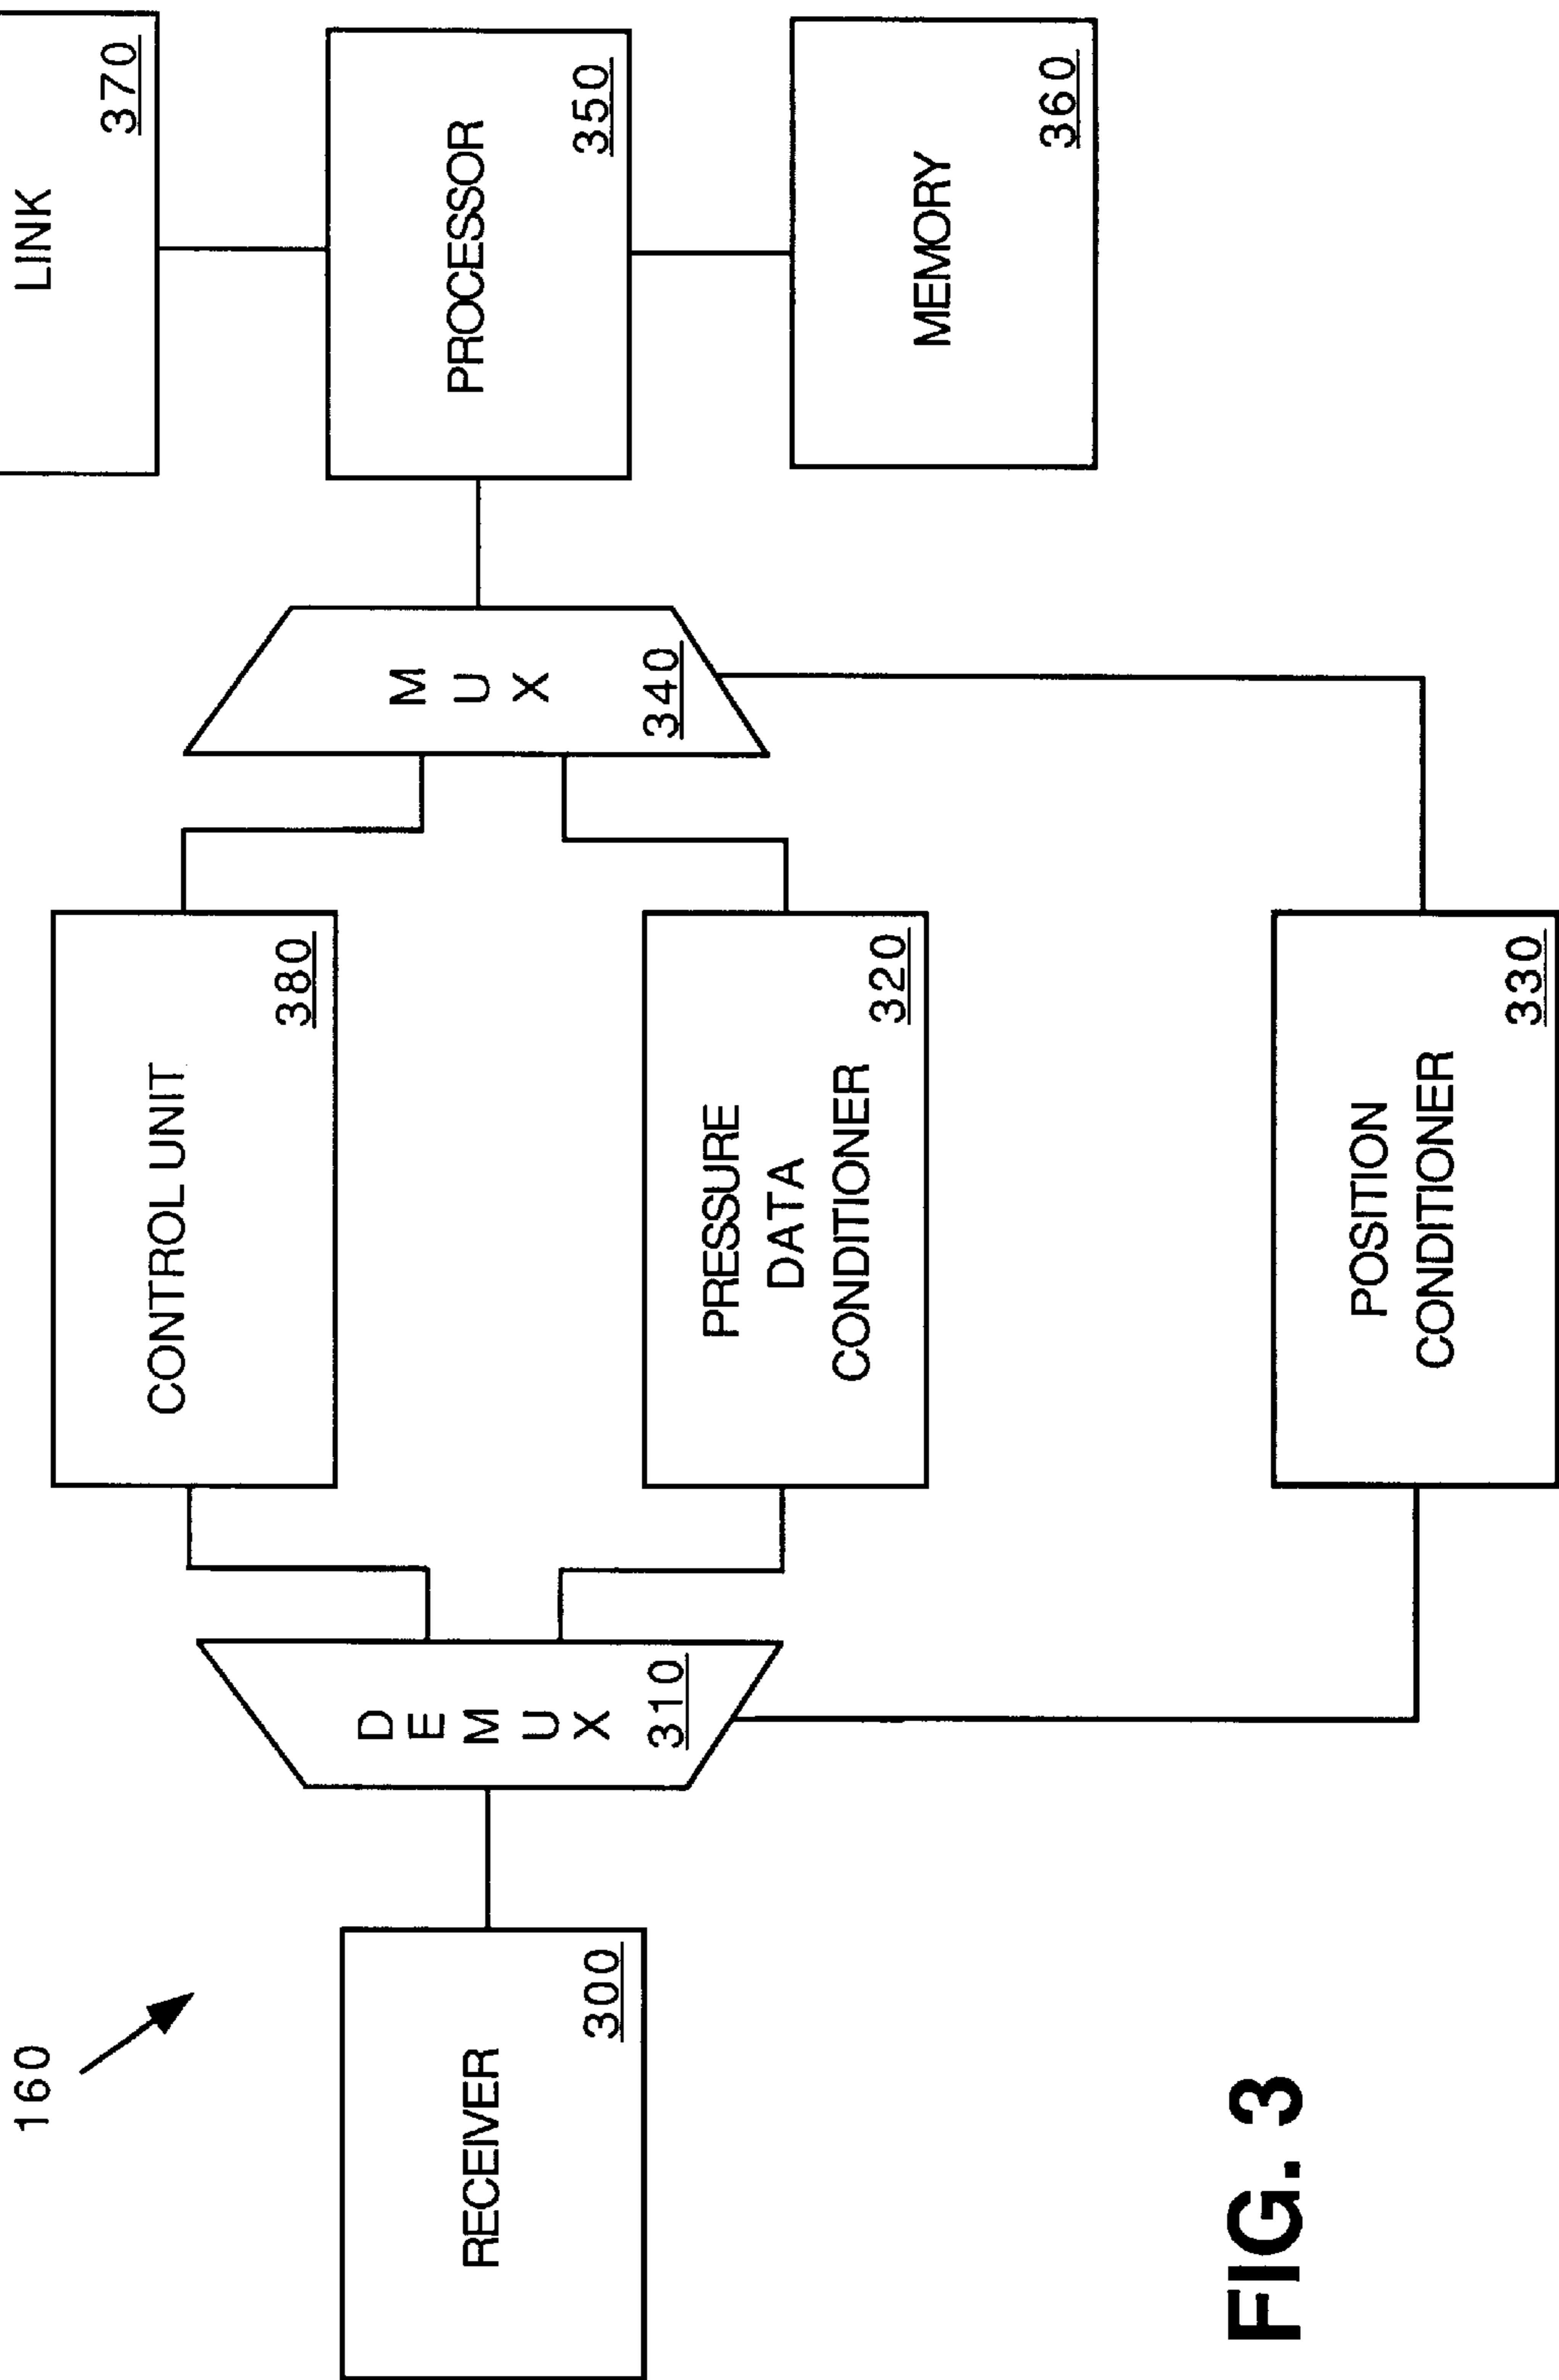 160
RECEIVER
300
D
E
M
U
X
310
CONTROL UNIT
380
PRESSURE
DATA
CONDITIONER
320
POSITION
CONDITIONER
330
M
U
X
340
LINK
370
PROCESSOR
350
MEMORY
360
FIG. 3